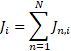 J_i = \sum_{n=1}^{N} J_{n,i}